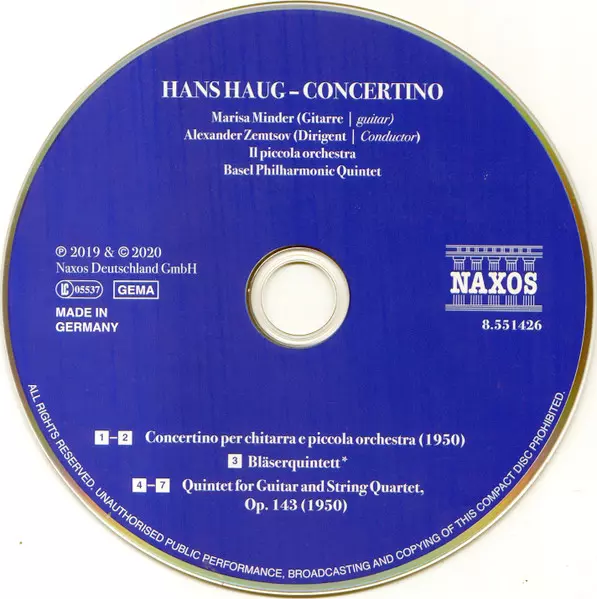 HANS HAUG – CONCERTINO
Marisa Minder (Gitarre | guitar)
Alexander Zemtsov (Dirigent | Conductor)
Il piccola orchestra
Basel Philharmonic Quintet
℗ 2019 & © 2020
Naxos Deutschland GmbH
LC 05537 GEMA
MADE IN
GERMANY
NAXOS
8.551426
1–2 Concertino per chitarra e piccola orchestra (1950)
3 Bläserquintett*
4–7 Quintet for Guitar and String Quartet,
Op. 143 (1950)
ALL RIGHTS RESERVED. UNAUTHORISED PUBLIC PERFORMANCE, BROADCASTING AND COPYING OF THIS COMPACT DISC PROHIBITED.